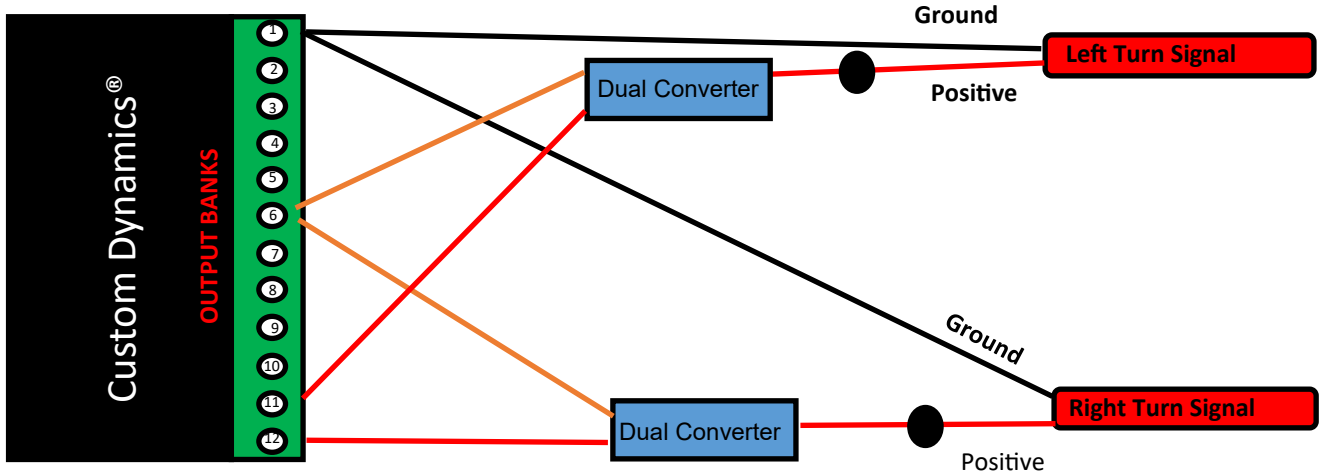 Custom Dynamics®
OUTPUT BANKS
1
2
3
4
5
6
7
8
9
10
11
12
Ground
Left Turn Signal
Dual Converter
Positive
Ground
Right Turn Signal
Dual Converter
Positive